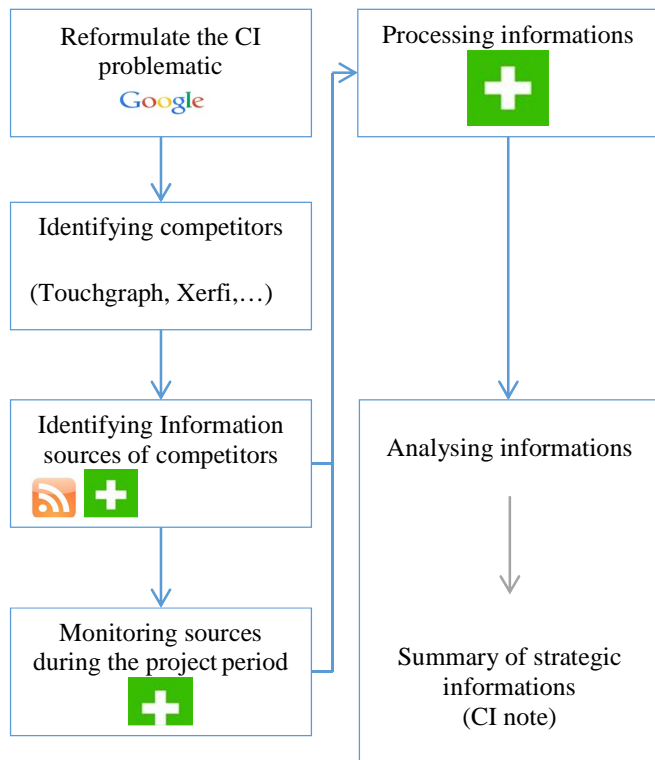 Reformulate the CI
problematic
Google
Identifying competitors
(Touchgraph, Xerfi,…)
Identifying Information
sources of competitors
Monitoring sources
during the project period
Processing informations
Analysing informations
Summary of strategic
informations
(CI note)